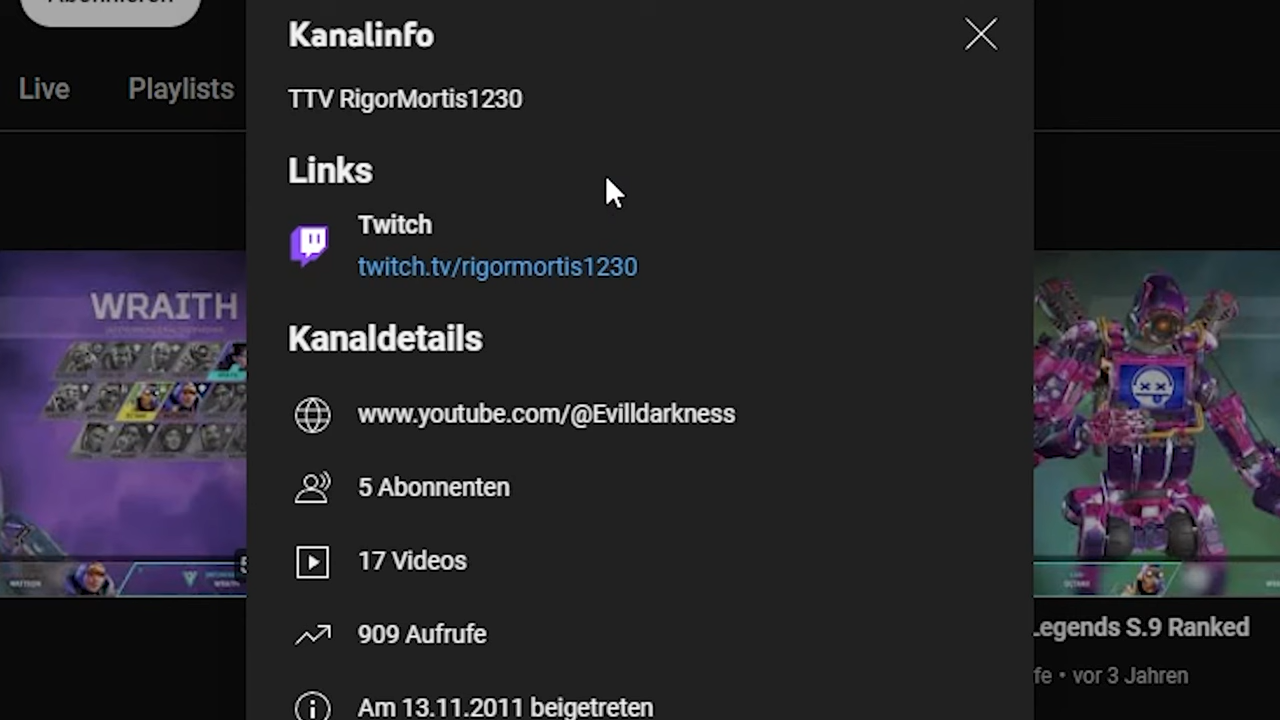 Abonnieren
Live
Playlists
Kanalinfo
TTV RigorMortis1230
Links
Twitch
twitch.tv/rigormortis1230
Kanaldetails
www.youtube.com/@Evilldarkness
5 Abonnenten
17 Videos
909 Aufrufe
Am 13.11.2011 beigetreten
WRAITH
Legends S.9 Ranked
fe • vor 3 Jahren